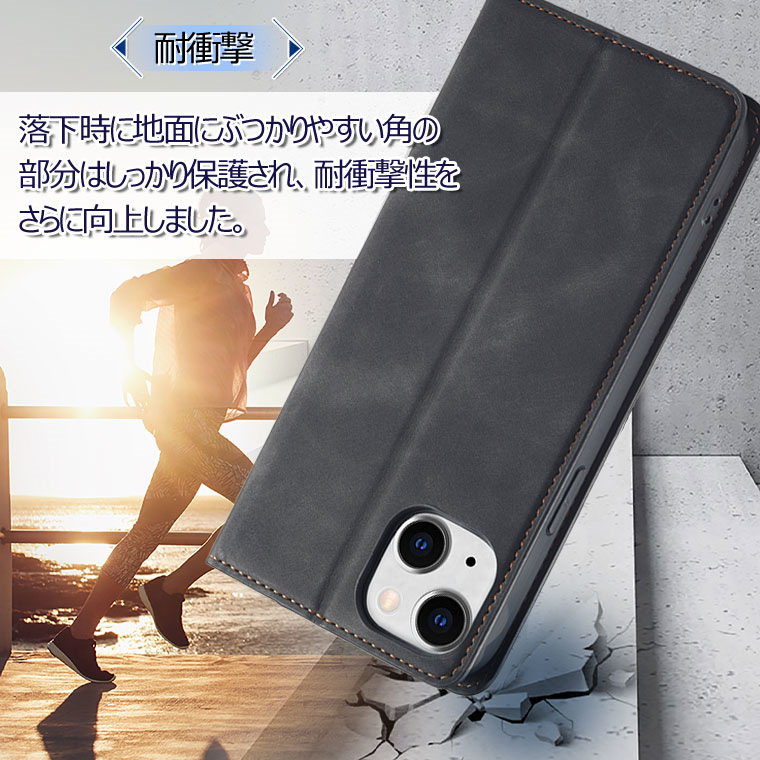 耐衝撃
落下時に地面にぶつかりやすい角の
部分はしっかり保護され、耐衝撃性を
さらに向上しました。